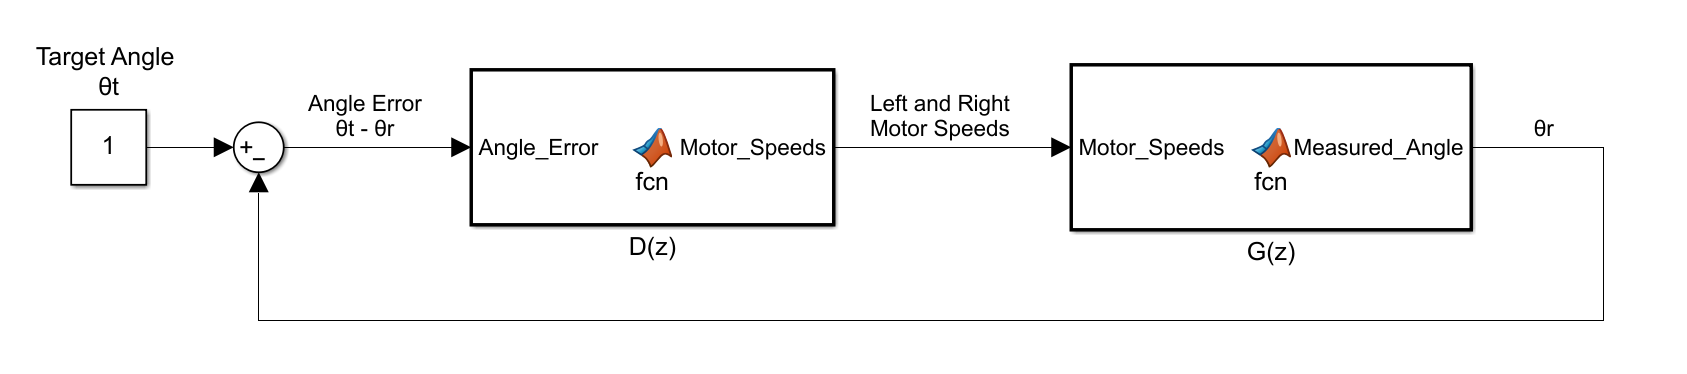 Target Angle
θt
1
+
−
Angle Error
θt - θr
Angle_Error
fcn
Motor_Speeds
D(z)
Left and Right
Motor Speeds
Motor_Speeds
fcn
Measured_Angle
G(z)
θr